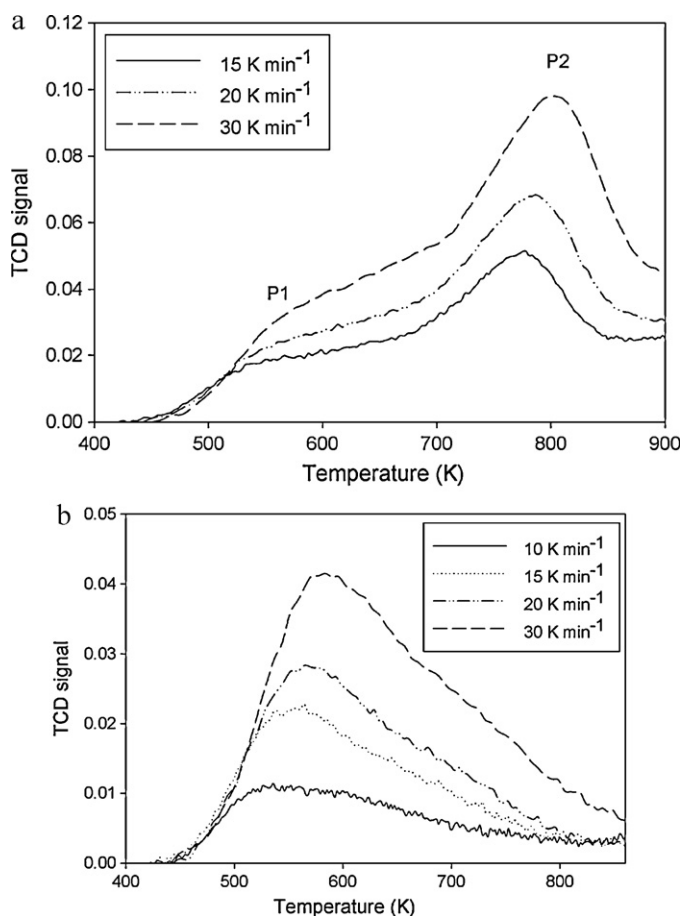 a
0.12
0.10
0.08
0.06
0.04
0.02
0.00
TCD signal
15 K min⁻¹
20 K min⁻¹
30 K min⁻¹
P1
P2
400 500 600 700 800 900
Temperature (K)
b
0.05
0.04
0.03
0.02
0.01
0.00
TCD signal
10 K min⁻¹
15 K min⁻¹
20 K min⁻¹
30 K min⁻¹
400 500 600 700 800
Temperature (K)